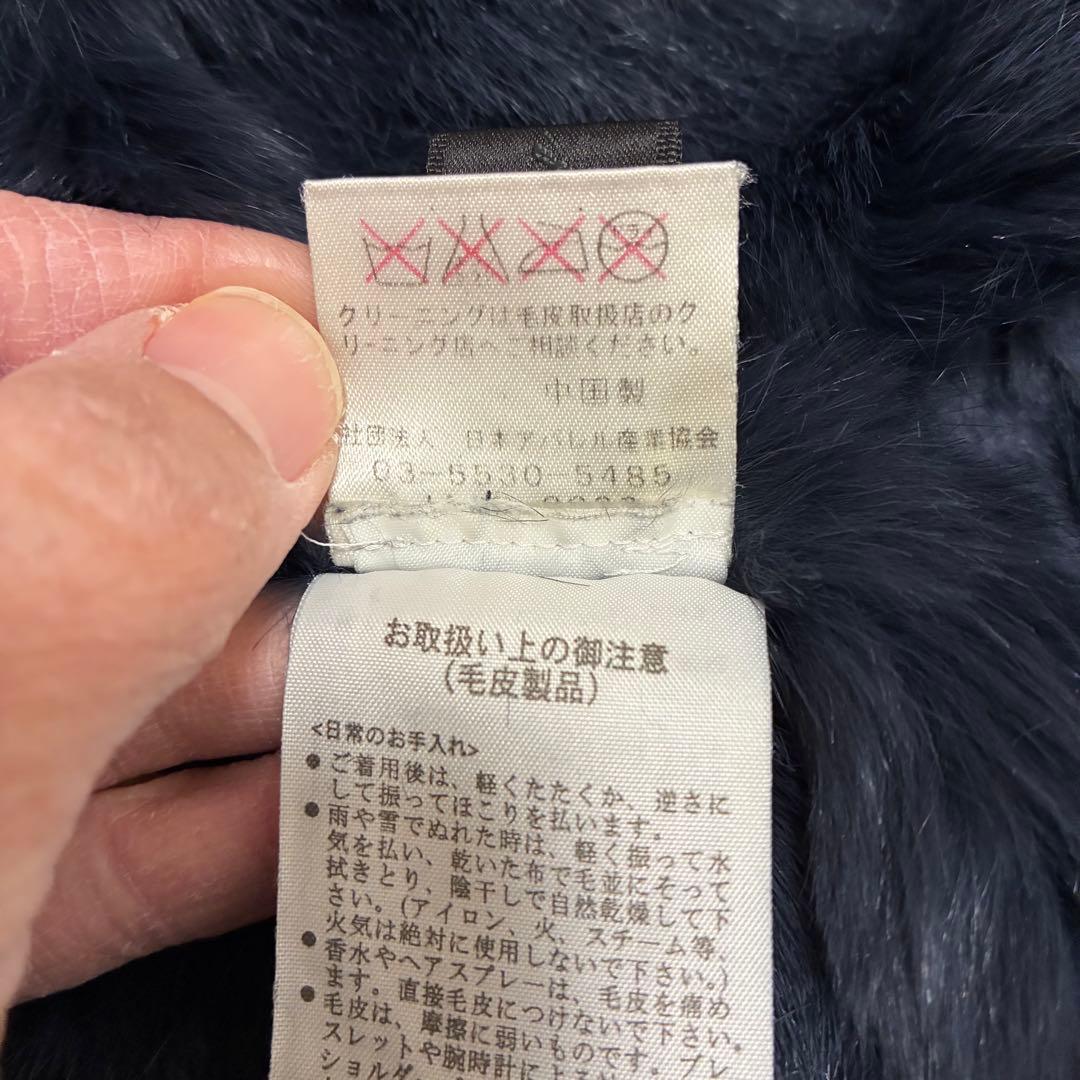 クリーニングは毛皮取扱店のク
リーニング店へご相談ください。
中国製
社団法人 日本アパレル産業協会
03-5530-5485
お取扱い上の御注意
(毛皮製品)
<日常のお手入れ>
●ご着用後は、軽くたたくか、逆さに
して振ってほこりを払います。
●雨や雪でぬれた時は、軽く振って水
気を払い、乾いた布で毛並にそって
拭きとり、陰干しで自然乾燥して下
さい。(アイロン、火、スチーム等、
火気は絶対に使用しないで下さい。)
●香水やヘアスプレーは、毛皮を痛め
ます。直接毛皮につけないで下さい。
●毛皮は、摩擦に弱いものです。ブレ
スレットや腕時計による
ショルダ